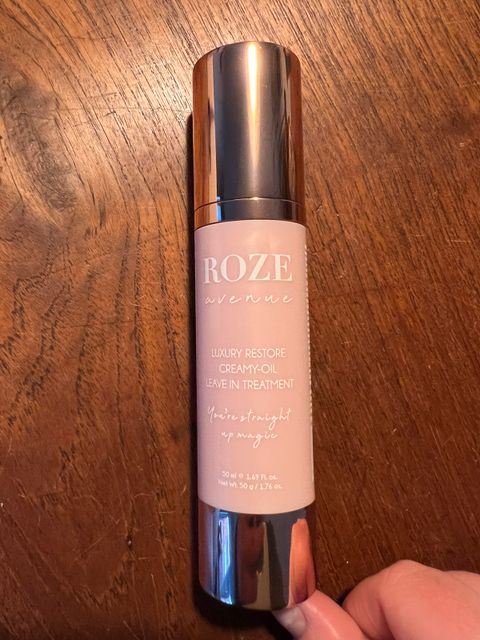 ROZE
avenue
LUXURY RESTORE
CREAMY-OIL
LEAVE IN TREATMENT
You're straight
up magic
50 ml ℮ 1.69 Fl. oz.
Net Wt. 50 g / 1.76 oz.